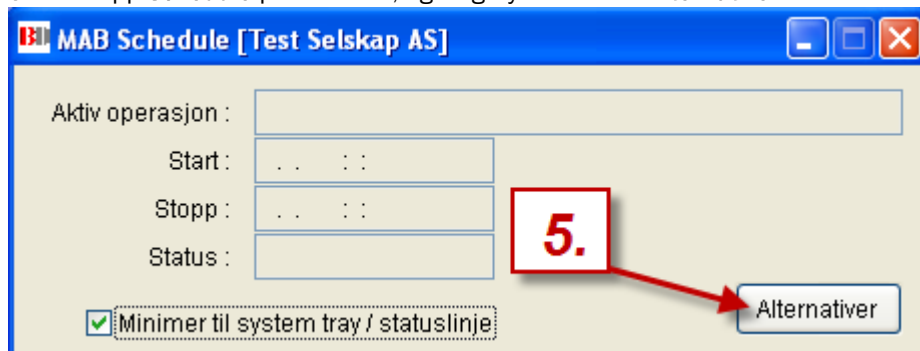 MAB Schedule [Test Selskap AS]
Aktiv operasjon :
Start : . . : :
Stopp : . . : :
Status :
5.
Minimer til system tray / statuslinje
Alternativer